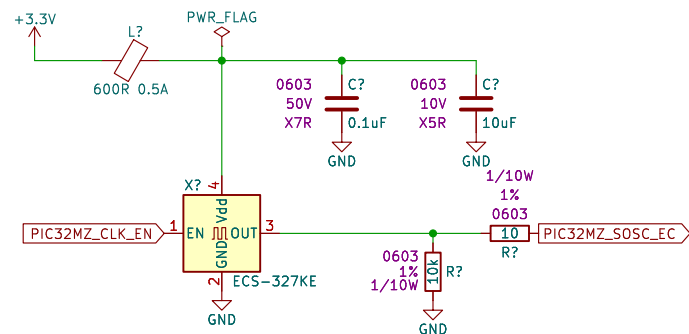 PWR_FLAG
+3.3V
L?
600R 0.5A
0603
50V
X7R
C?
0.1uF
GND
0603
10V
X5R
C?
10uF
GND
1/10W
1%
0603
10
R?
X?
4
Vdd
PIC32MZ_CLK_EN
1
EN
OUT
3
GND
2
ECS-327KE
GND
PIC32MZ_SOSC_EC
0603
1%
1/10W
10k
R?
GND